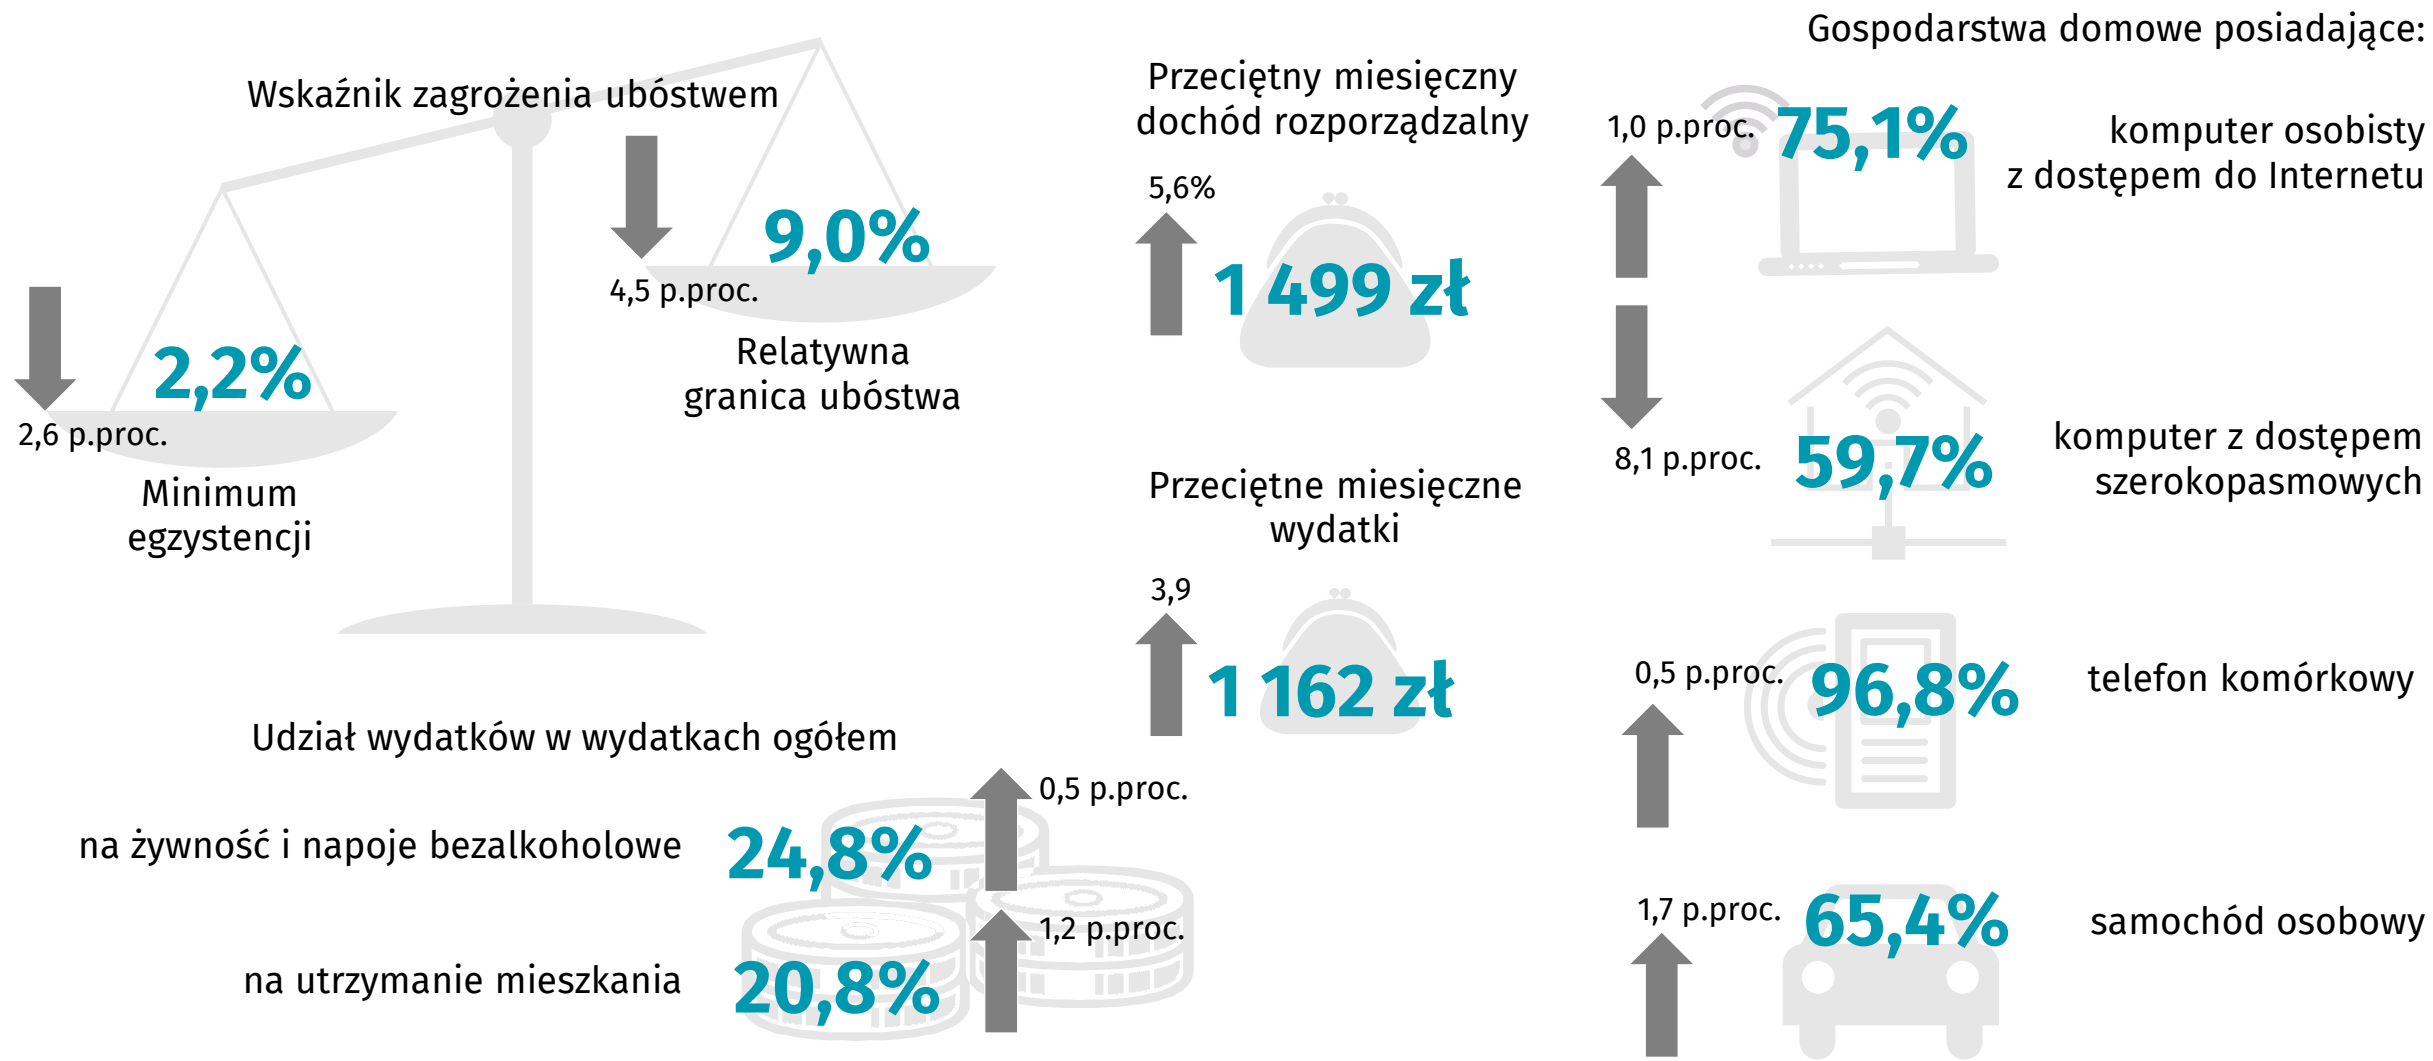 Wskaźnik zagrożenia ubóstwem
9,0%
4,5 p.proc.
Relatywna
granica ubóstwa
2,2%
2,6 p.proc.
Minimum
egzystencji
Udział wydatków w wydatkach ogółem
0,5 p.proc.
na żywność i napoje bezalkoholowe
24,8%
1,2 p.proc.
na utrzymanie mieszkania
20,8%
Przeciętny miesięczny
dochód rozporządzalny
5,6%
1 499 zł
Przeciętne miesięczne
wydatki
3,9
1 162 zł
Gospodarstwa domowe posiadające:
1,0 p.proc.
75,1%
komputer osobisty
z dostępem do Internetu
8,1 p.proc.
59,7%
komputer z dostępem
szerokopasmowych
0,5 p.proc.
96,8%
telefon komórkowy
1,7 p.proc.
65,4%
samochód osobowy